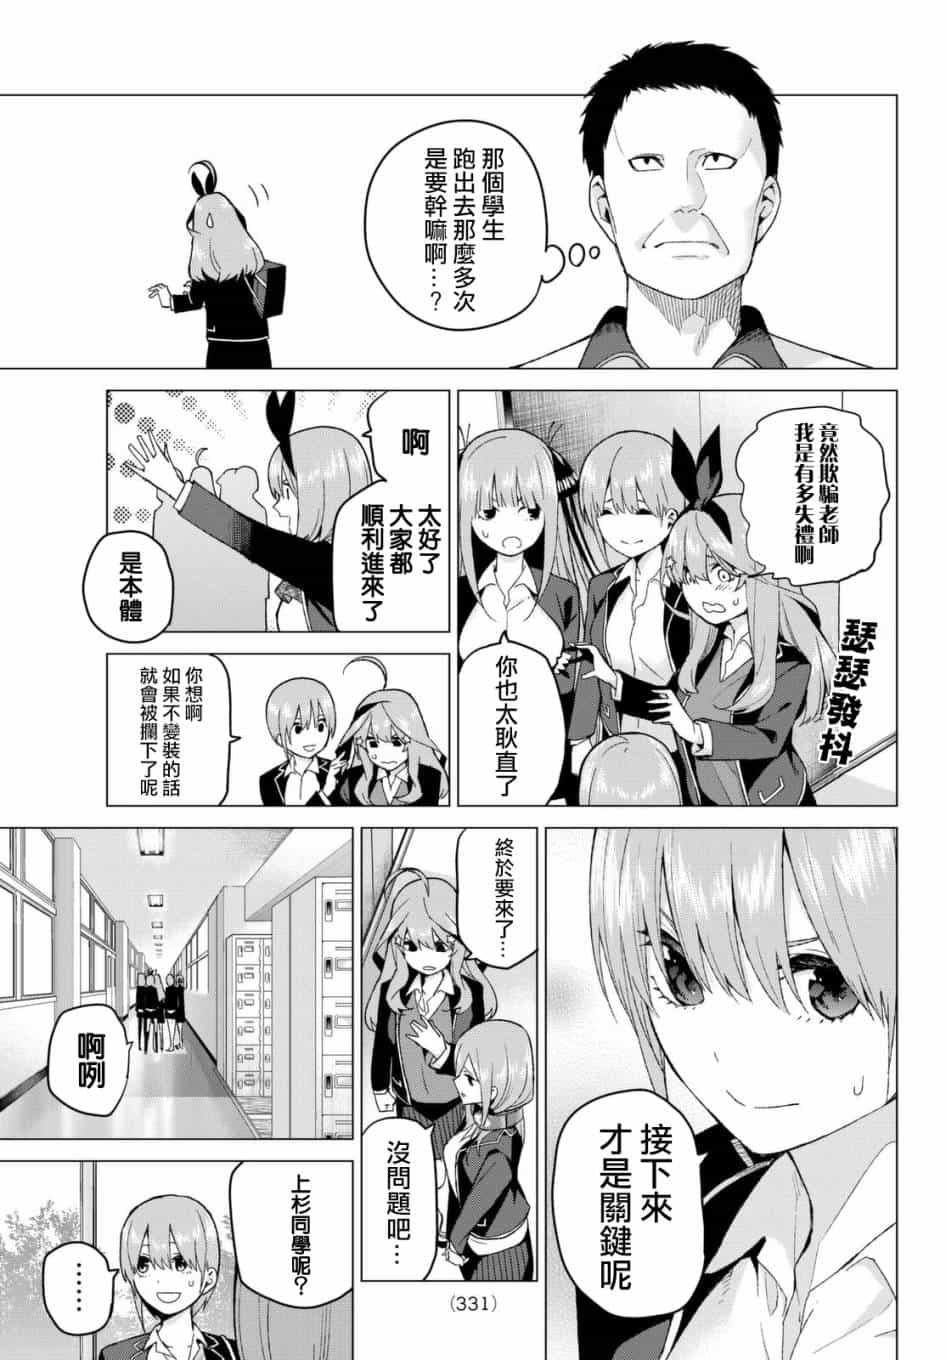 那個學生
跑出去那麼多次
是要幹嘛啊…?
竟然欺騙老師
我是有多失禮啊
瑟瑟發抖
你也太耿直了
啊
太好了
大家都
順利進來了
是本體
你想啊
如果不變裝的話
就會被攔下了呢
接下來
才是關鍵呢
終於要來了…
沒問題吧…
啊咧
上杉同學呢?
……
(331)